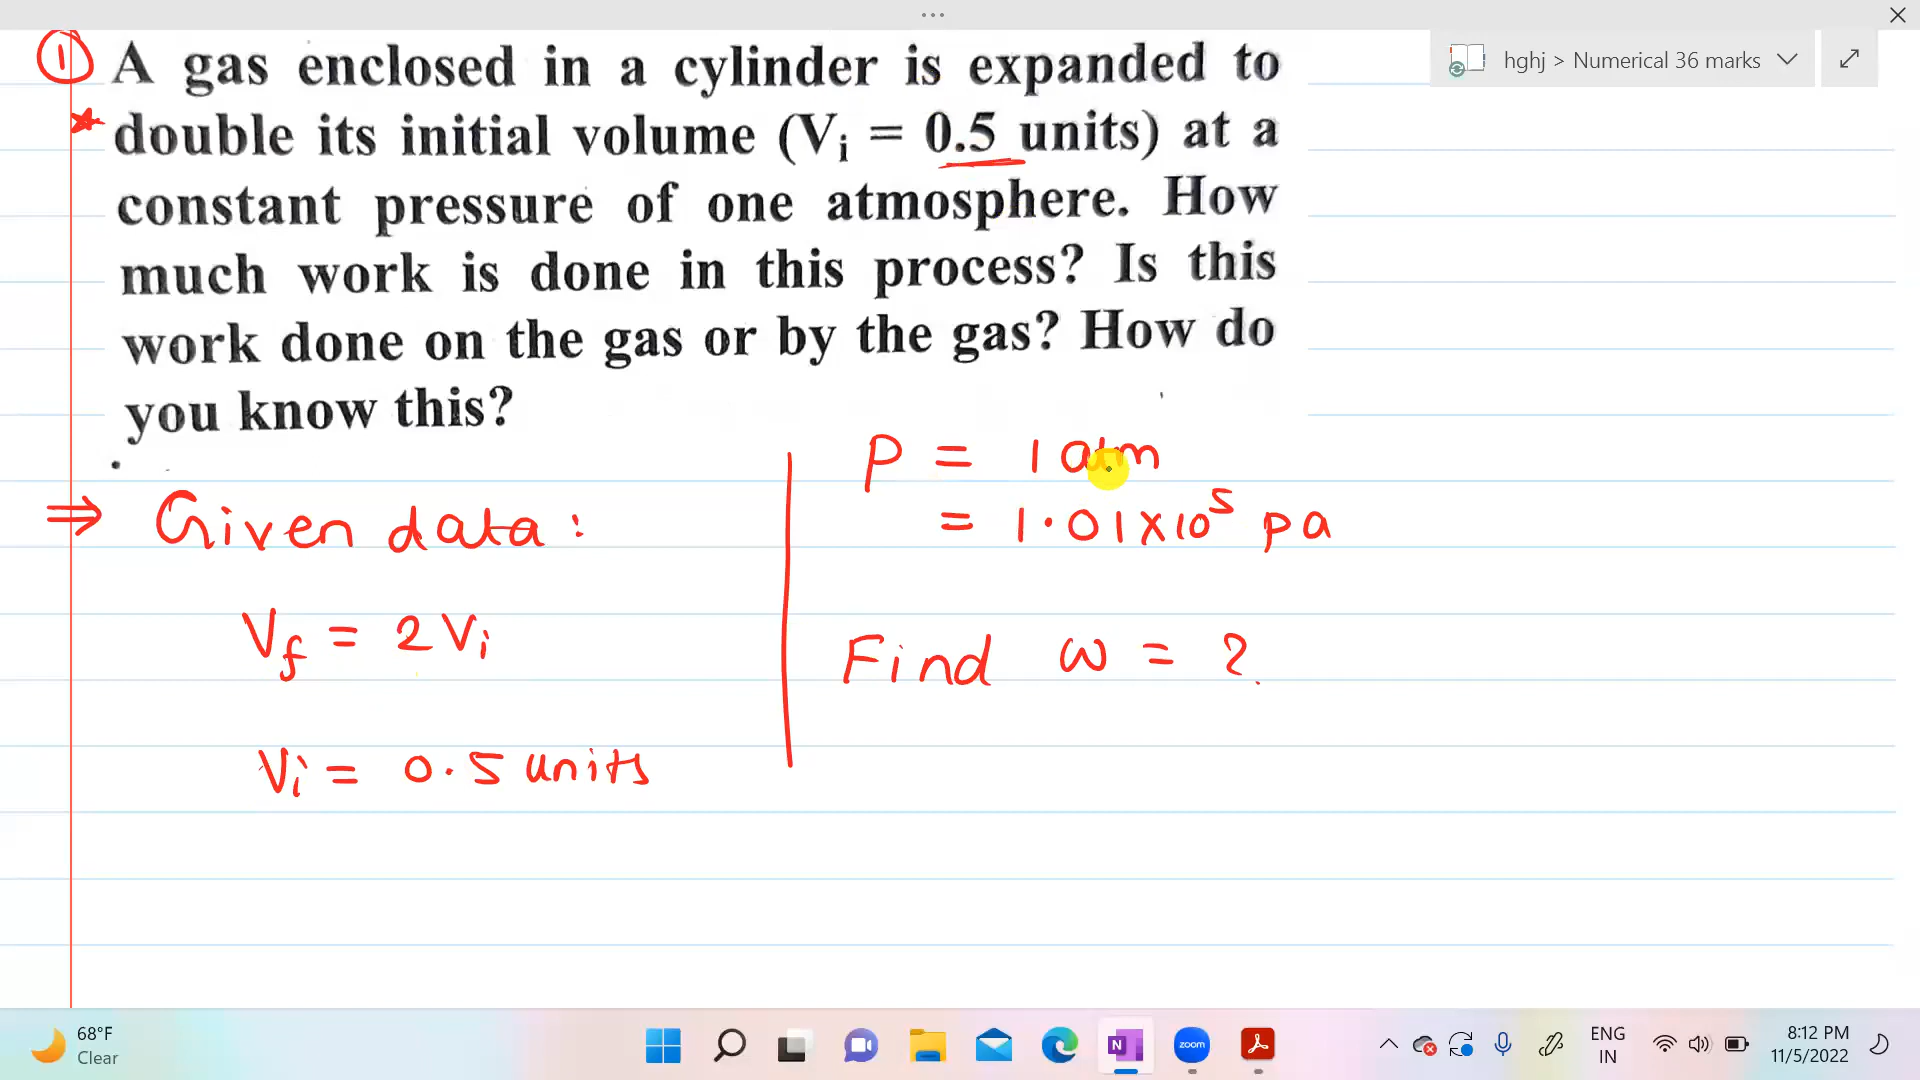 hghj > Numerical 36 marks
① A gas enclosed in a cylinder is expanded to
double its initial volume (Vi = 0.5 units) at a
constant pressure of one atmosphere. How
much work is done in this process? Is this
work done on the gas or by the gas? How do
you know this?
⇒ Given data:
Vf = 2Vi
Vi = 0.5 units
P = 1 atm
= 1.01×10⁵ pa
Find W = ?
68°F
Clear
zoom
ENG
IN
8:12 PM
11/5/2022